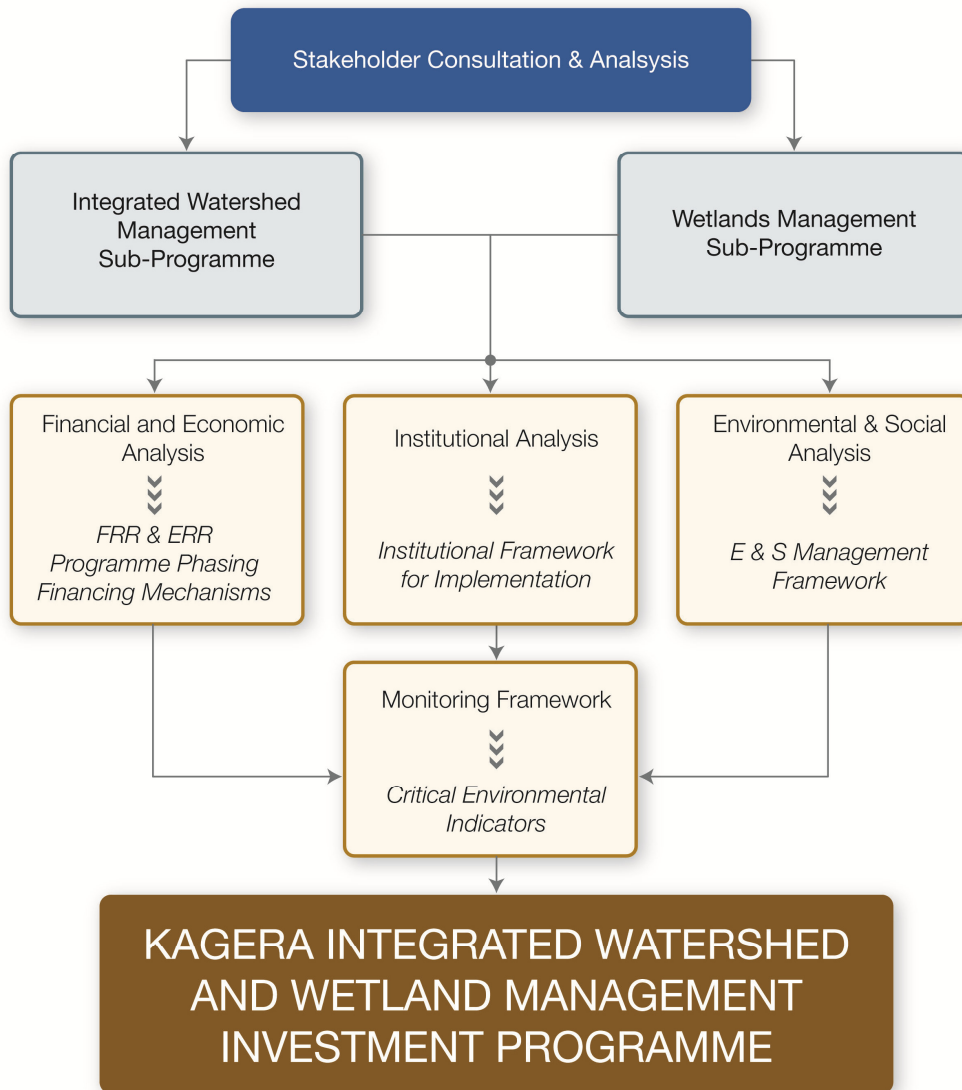 Stakeholder Consultation & Analsysis
Integrated Watershed
Management
Sub-Programme
Wetlands Management
Sub-Programme
Financial and Economic
Analysis
FRR & ERR
Programme Phasing
Financing Mechanisms
Institutional Analysis
Institutional Framework
for Implementation
Environmental & Social
Analysis
E & S Management
Framework
Monitoring Framework
Critical Environmental
Indicators
KAGERA INTEGRATED WATERSHED
AND WETLAND MANAGEMENT
INVESTMENT PROGRAMME